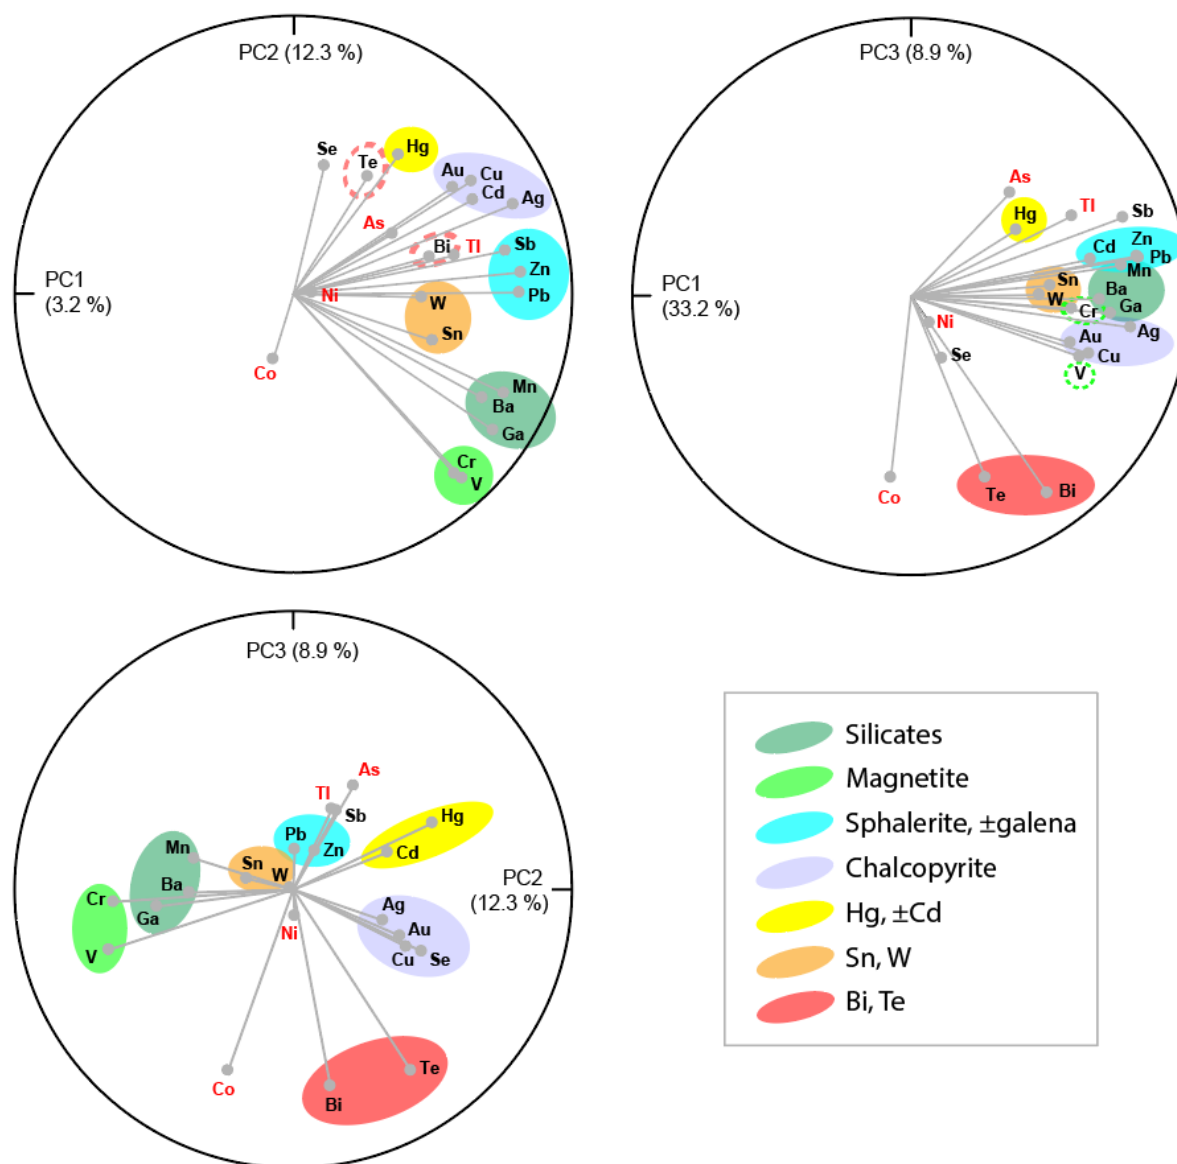 PC2 (12.3 %)
Se
Te
Hg
Au
Cu
Cd
Ag
As
Bi
Tl
Sb
Zn
Pb
PC1
(3.2 %)
Ni
W
Sn
Co
Mn
Ba
Ga
Cr
V
PC3 (8.9 %)
As
Hg
Tl
Sb
Cd
Zn
Pb
Mn
Sn
W
Ba
Cr
Ga
PC1
(33.2 %)
Ni
Se
Au
Ag
Cu
V
Co
Te
Bi
PC3 (8.9 %)
As
Tl
Sb
Hg
Pb
Zn
Cd
Mn
Sn
W
Ba
Cr
Ga
V
PC2
(12.3 %)
Ag
Au
Ni
Cu
Se
Co
Te
Bi
Silicates
Magnetite
Sphalerite, ±galena
Chalcopyrite
Hg, ±Cd
Sn, W
Bi, Te